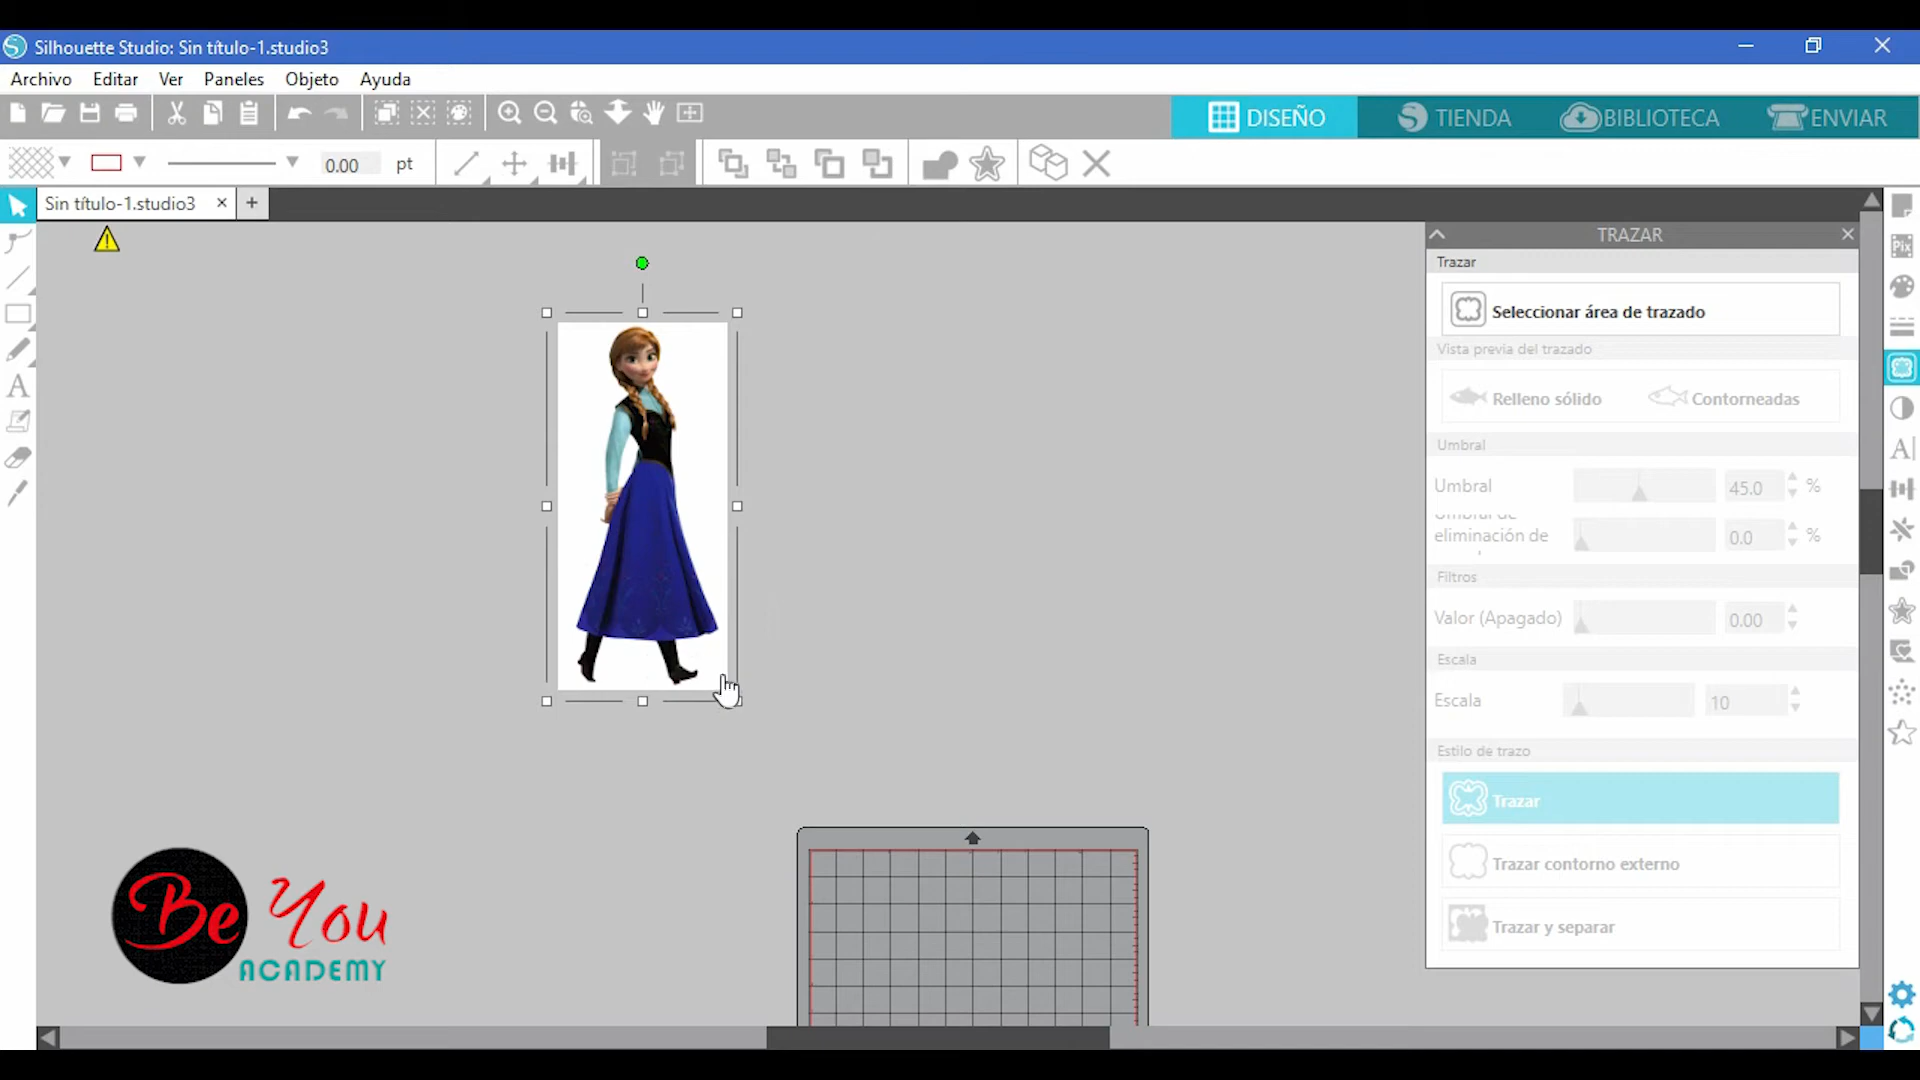 Silhouette Studio: Sin título-1.studio3
Archivo Editar Ver Paneles Objeto Ayuda
DISEÑO TIENDA BIBLIOTECA ENVIAR
0.00 pt
Sin título-1.studio3
TRAZAR
Trazar
Seleccionar área de trazado
Vista previa del trazado
Relleno sólido Contorneadas
Umbral
Umbral 45.0 %
Umbral de
eliminación de 0.0 %
Filtros
Valor (Apagado) 0.00
Escala
Escala 10
Estilo de trazo
Trazar
Trazar contorno externo
Trazar y separar
Pix
A
A
Be You
ACADEMY